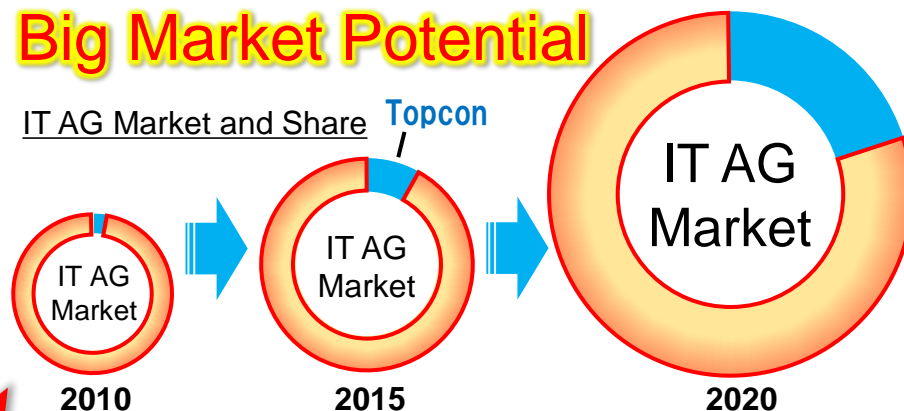 Big Market Potential
IT AG Market and Share
Topcon
IT AG
Market
IT AG
Market
IT AG
Market
2010
2015
2020